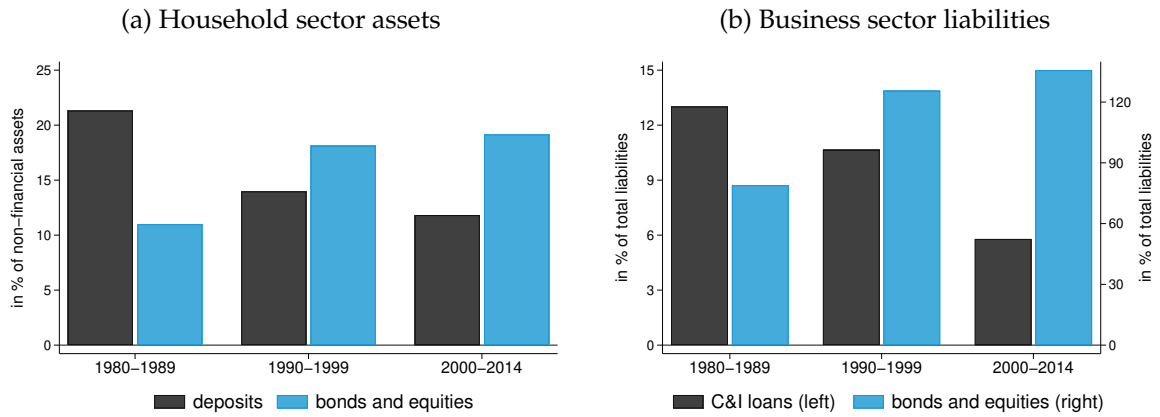 (a) Household sector assets
in % of non−financial assets
25
20
15
10
5
0
1980−1989
1990−1999
2000−2014
deposits
bonds and equities
(b) Business sector liabilities
in % of total liabilities
15
12
9
6
3
0
120
90
60
30
0
in % of total liabilities
1980−1989
1990−1999
2000−2014
C&I loans (left)
bonds and equities (right)